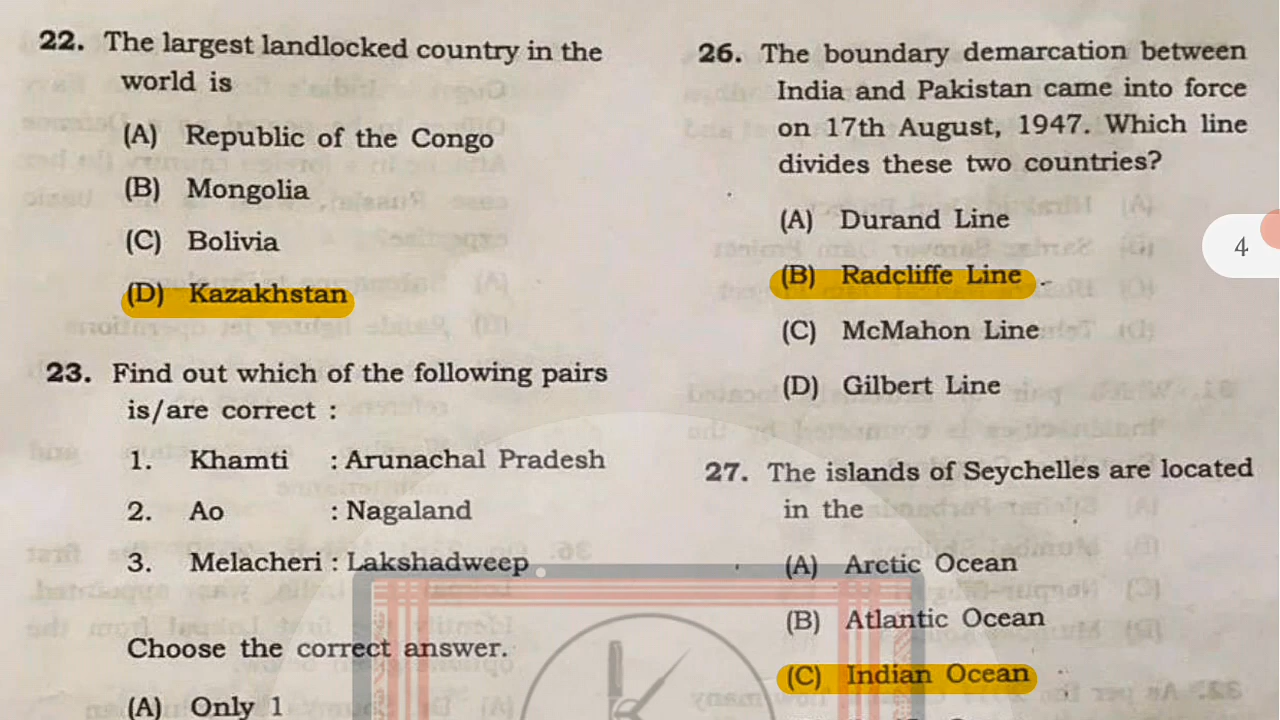 22. The largest landlocked country in the
world is
(A) Republic of the Congo
(B) Mongolia
(C) Bolivia
(D) Kazakhstan
23. Find out which of the following pairs
is/are correct :
1. Khamti : Arunachal Pradesh
2. Ao : Nagaland
3. Melacheri : Lakshadweep
Choose the correct answer.
(A) Only 1
26. The boundary demarcation between
India and Pakistan came into force
on 17th August, 1947. Which line
divides these two countries?
(A) Durand Line
(B) Radcliffe Line
(C) McMahon Line
(D) Gilbert Line
27. The islands of Seychelles are located
in the
(A) Arctic Ocean
(B) Atlantic Ocean
(C) Indian Ocean
4